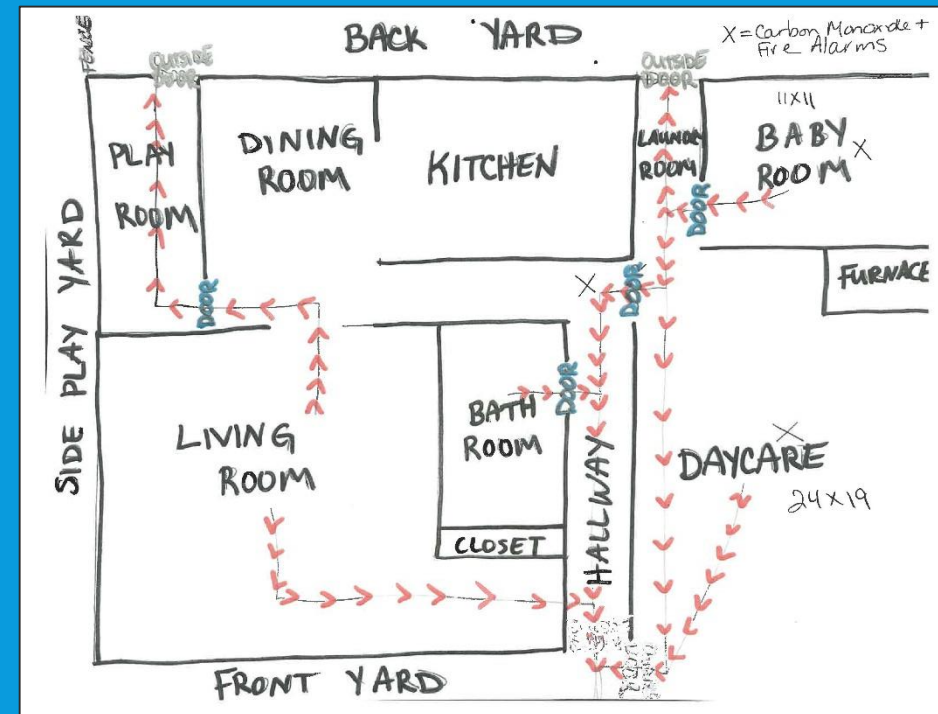 FENCE
BACK YARD
X=Carbon Monoxide +
Fire Alarms
OUTSIDE
DOOR
OUTSIDE
DOOR
PLAY
ROOM
DINING
ROOM
KITCHEN
LAUNDRY
ROOM
11X11
BABY
ROOM
X
DOOR
SIDE PLAY YARD
DOOR
X
DOOR
FURNACE
LIVING
ROOM
BATH
ROOM
DOOR
HALLWAY
X
DAYCARE
24X19
CLOSET
FRONT YARD